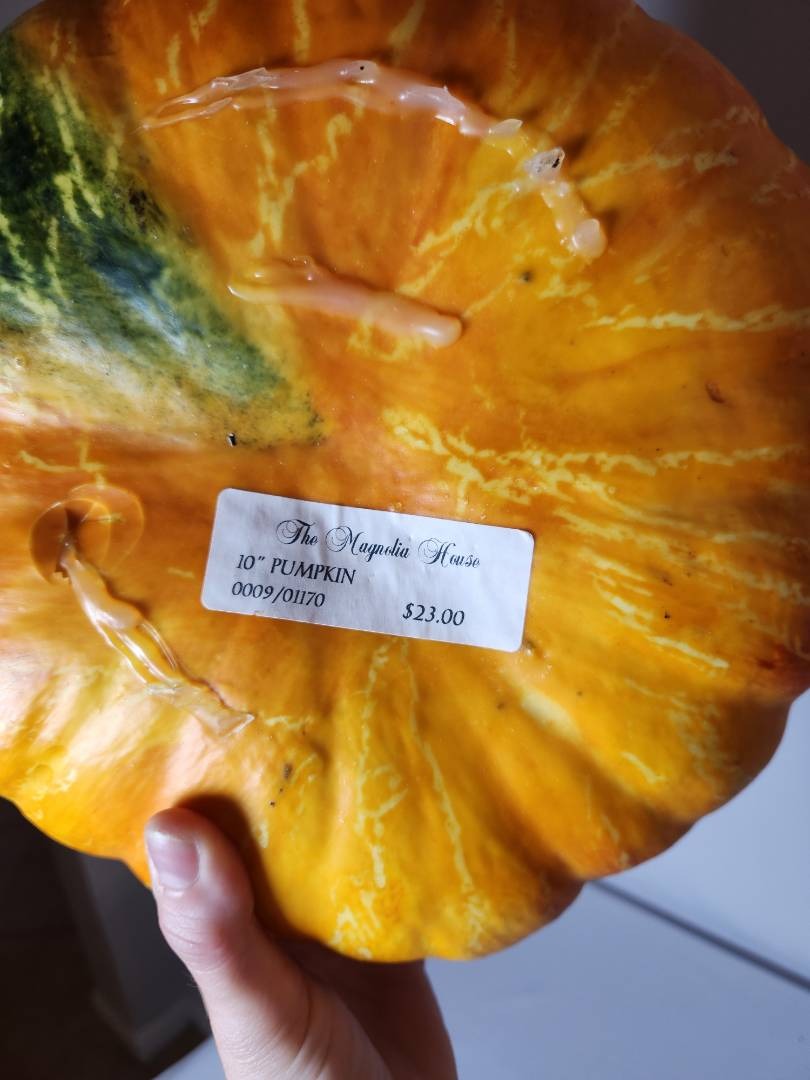 The Magnolia House
10" PUMPKIN
0009/01170
$23.00